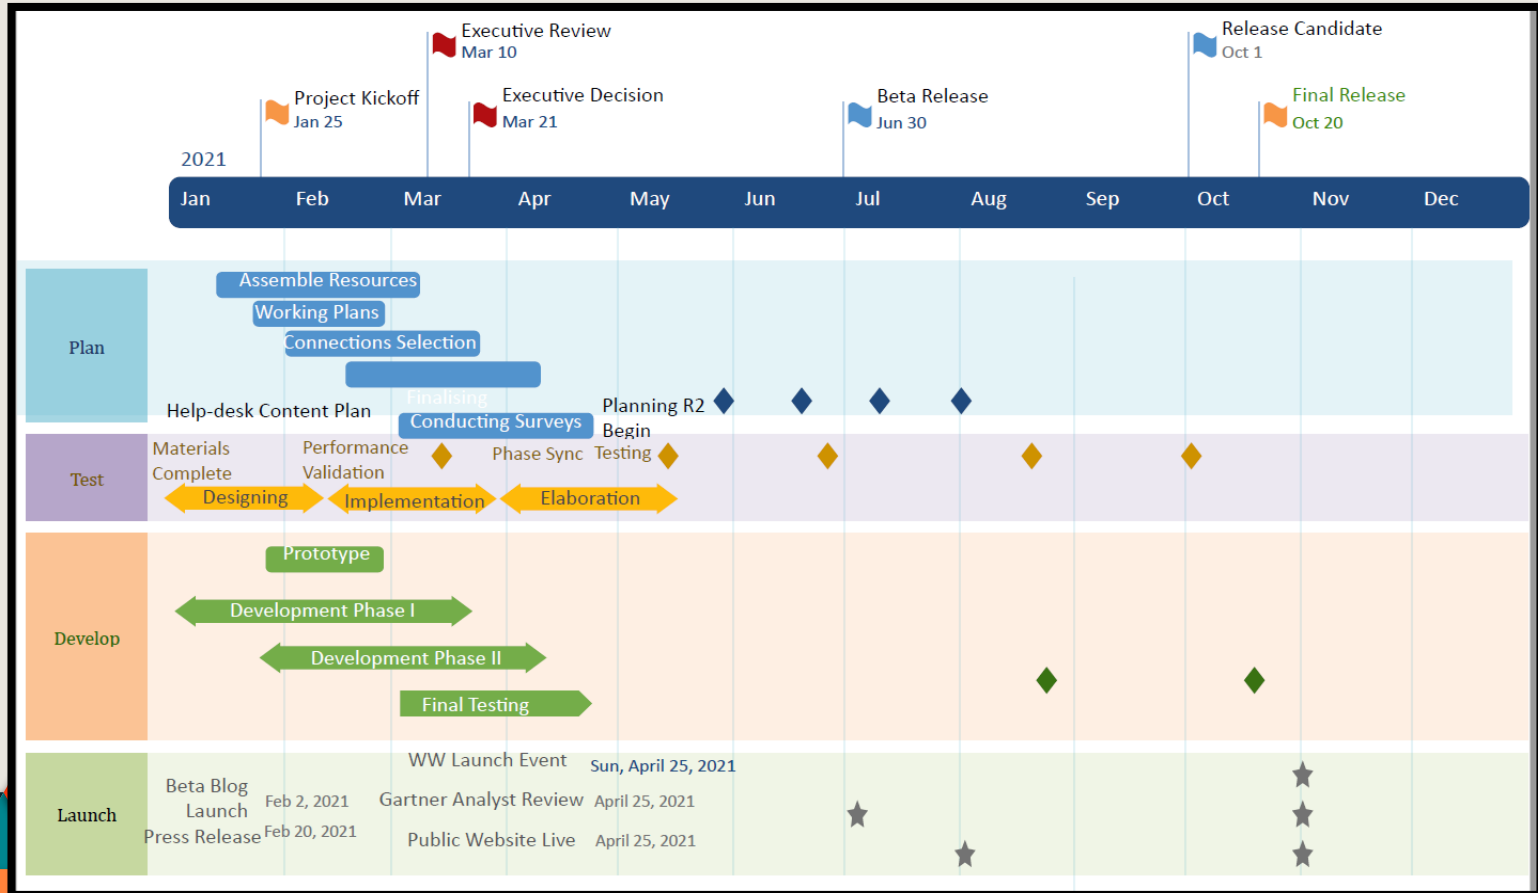 Executive Review
Mar 10
Release Candidate
Oct 1
Project Kickoff
Jan 25
Executive Decision
Mar 21
Beta Release
Jun 30
Final Release
Oct 20
2021
Jan Feb Mar Apr May Jun Jul Aug Sep Oct Nov Dec
Plan
Assemble Resources
Working Plans
Connections Selection
Finalising
Help-desk Content Plan
Conducting Surveys
Planning R2
Begin
Test
Materials
Complete
Performance
Validation
Phase Sync
Testing
Designing
Implementation
Elaboration
Develop
Prototype
Development Phase I
Development Phase II
Final Testing
Launch
WW Launch Event
Sun, April 25, 2021
Beta Blog
Launch
Feb 2, 2021
Gartner Analyst Review
April 25, 2021
Press Release
Feb 20, 2021
Public Website Live
April 25, 2021